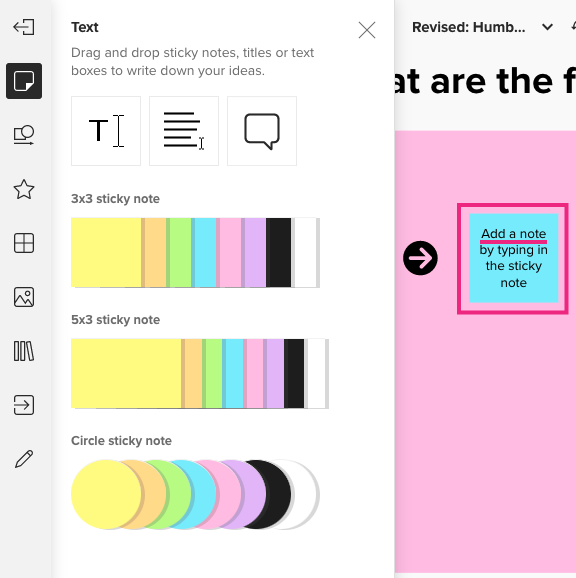 Text
Drag and drop sticky notes, titles or text
boxes to write down your ideas.
T
3x3 sticky note
5x3 sticky note
Circle sticky note
Revised: Humb...
at are the f
Add a note
by typing in
the sticky
note